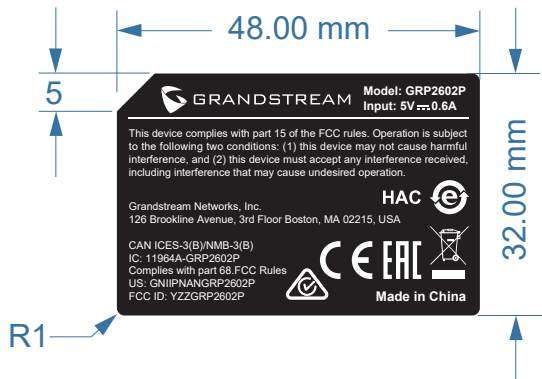 48.00 mm
5
GRANDSTREAM
Model: GRP2602P
Input: 5V⎓0.6A
This device complies with part 15 of the FCC rules. Operation is subject
to the following two conditions: (1) this device may not cause harmful
interference, and (2) this device must accept any interference received,
including interference that may cause undesired operation.
HAC
e
Grandstream Networks, Inc.
126 Brookline Avenue, 3rd Floor Boston, MA 02215, USA
32.00 mm
CAN ICES-3(B)/NMB-3(B)
IC: 11964A-GRP2602P
Complies with part 68.FCC Rules
US: GNIIPNANGRP2602P
FCC ID: YZZGRP2602P
CE EAC
Made in China
R1